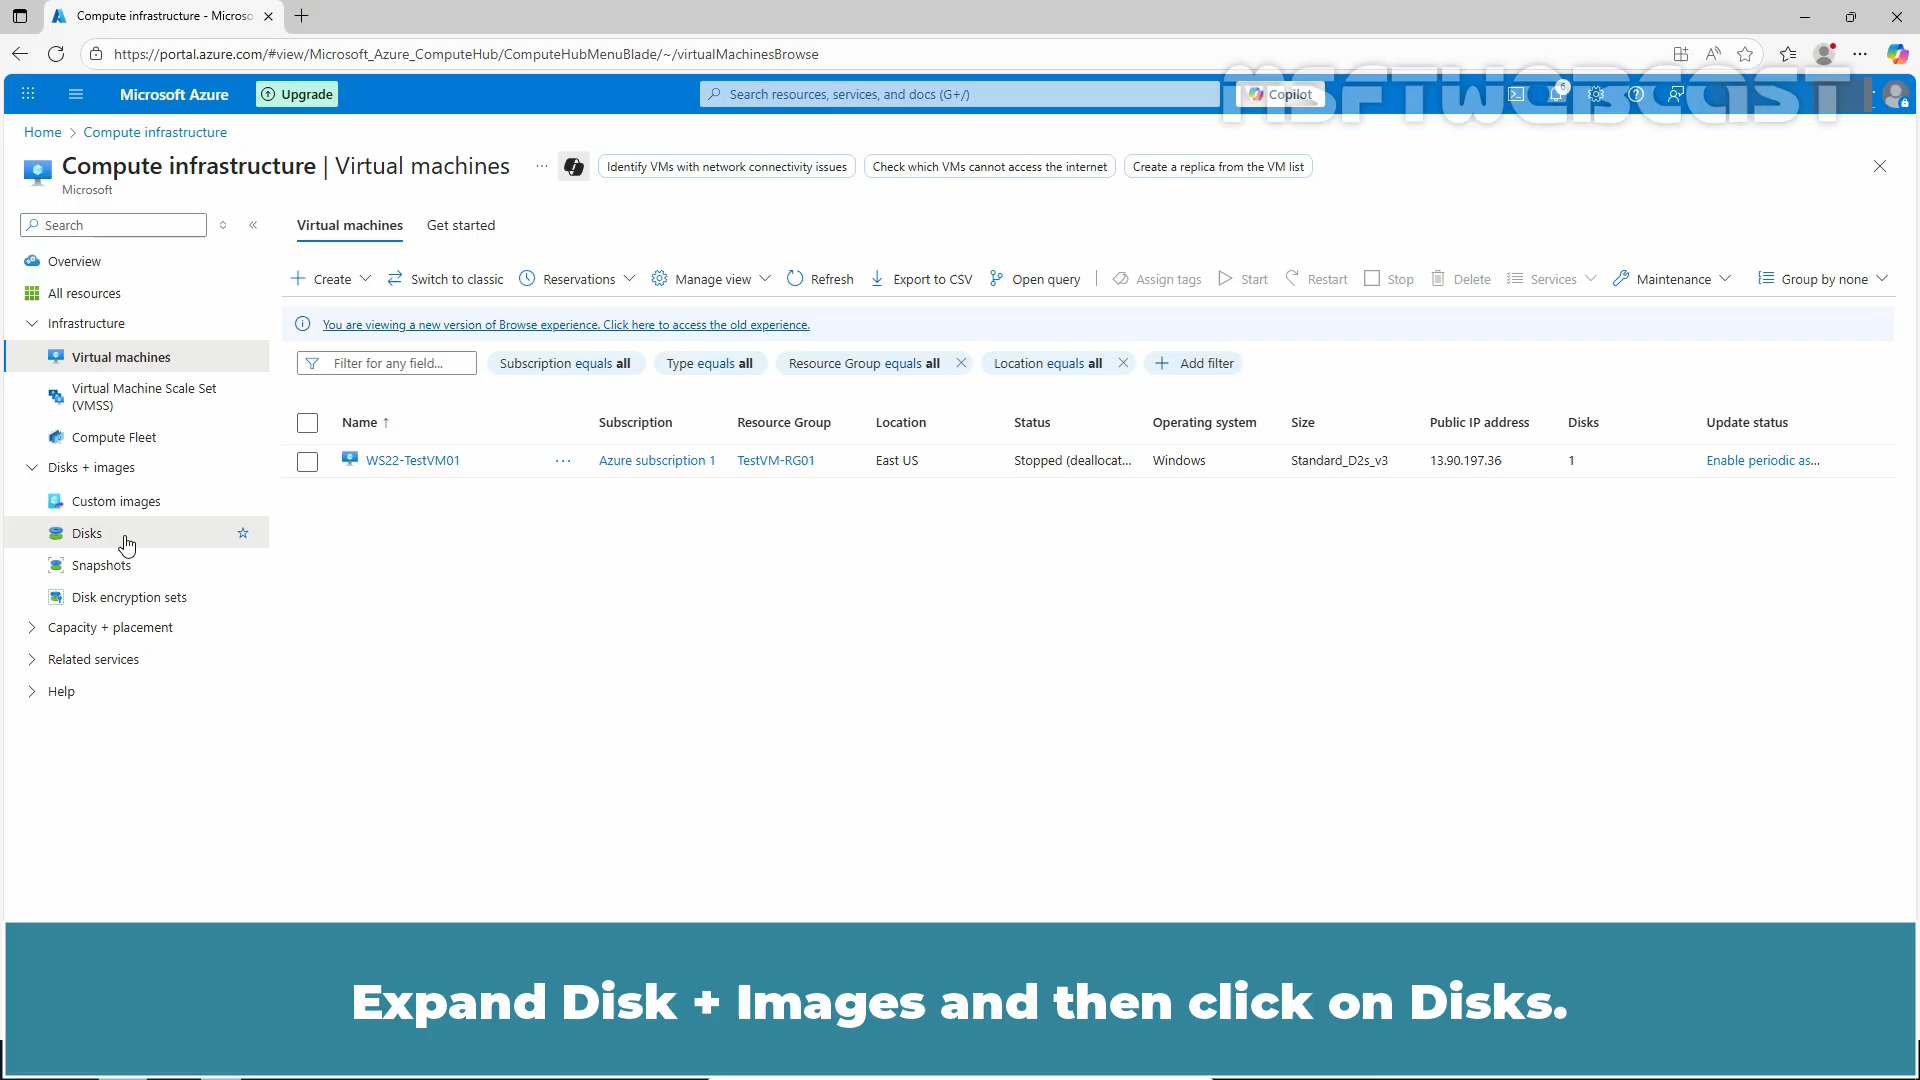 Compute infrastructure - Microso
https://portal.azure.com/#view/Microsoft_Azure_ComputeHub/ComputeHubMenuBlade/~/virtualMachinesBrowse
Microsoft Azure
Upgrade
Search resources, services, and docs (G+/)
Copilot
6
MSFTWEBCAST
Home > Compute infrastructure
Compute infrastructure | Virtual machines
Microsoft
Identify VMs with network connectivity issues
Check which VMs cannot access the internet
Create a replica from the VM list
Search
Overview
All resources
Infrastructure
Virtual machines
Virtual Machine Scale Set
(VMSS)
Compute Fleet
Disks + images
Custom images
Disks
Snapshots
Disk encryption sets
Capacity + placement
Related services
Help
Virtual machines
Get started
Create
Switch to classic
Reservations
Manage view
Refresh
Export to CSV
Open query
Assign tags
Start
Restart
Stop
Delete
Services
Maintenance
Group by none
You are viewing a new version of Browse experience. Click here to access the old experience.
Filter for any field...
Subscription equals all
Type equals all
Resource Group equals all
Location equals all
Add filter
Name ↑ Subscription Resource Group Location Status Operating system Size Public IP address Disks Update status
WS22-TestVM01 ... Azure subscription 1 TestVM-RG01 East US Stopped (deallocat... Windows Standard_D2s_v3 13.90.197.36 1 Enable periodic as...
Expand Disk + Images and then click on Disks.